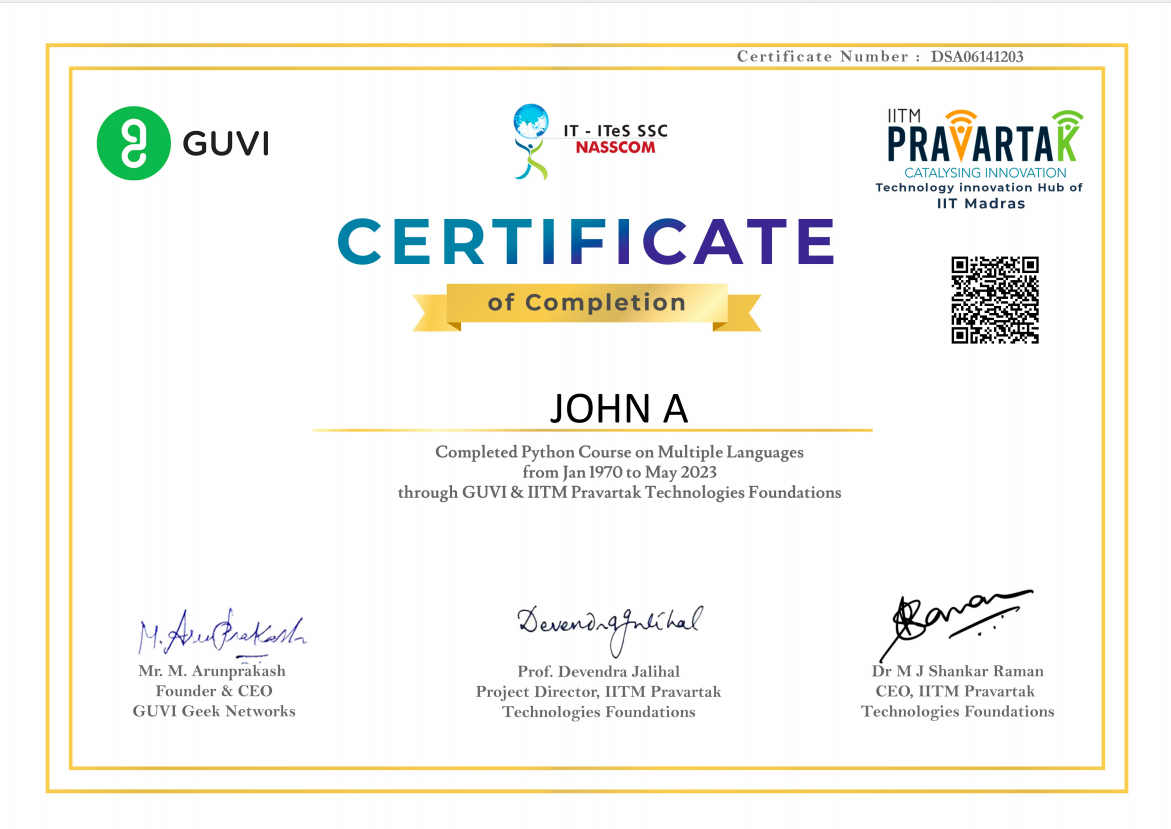 Certificate Number : DSA06141203
GUVI
IT - ITeS SSC
NASSCOM
IITM
PRAVARTAK
CATALYSING INNOVATION
Technology innovation Hub of
IIT Madras
CERTIFICATE
of Completion
JOHN A
Completed Python Course on Multiple Languages
from Jan 1970 to May 2023
through GUVI & IITM Pravartak Technologies Foundations
M. ArunPrakash
Devendra Jalihal
Mr. M. Arunprakash
Founder & CEO
GUVI Geek Networks
Prof. Devendra Jalihal
Project Director, IITM Pravartak
Technologies Foundations
Dr M J Shankar Raman
CEO, IITM Pravartak
Technologies Foundations